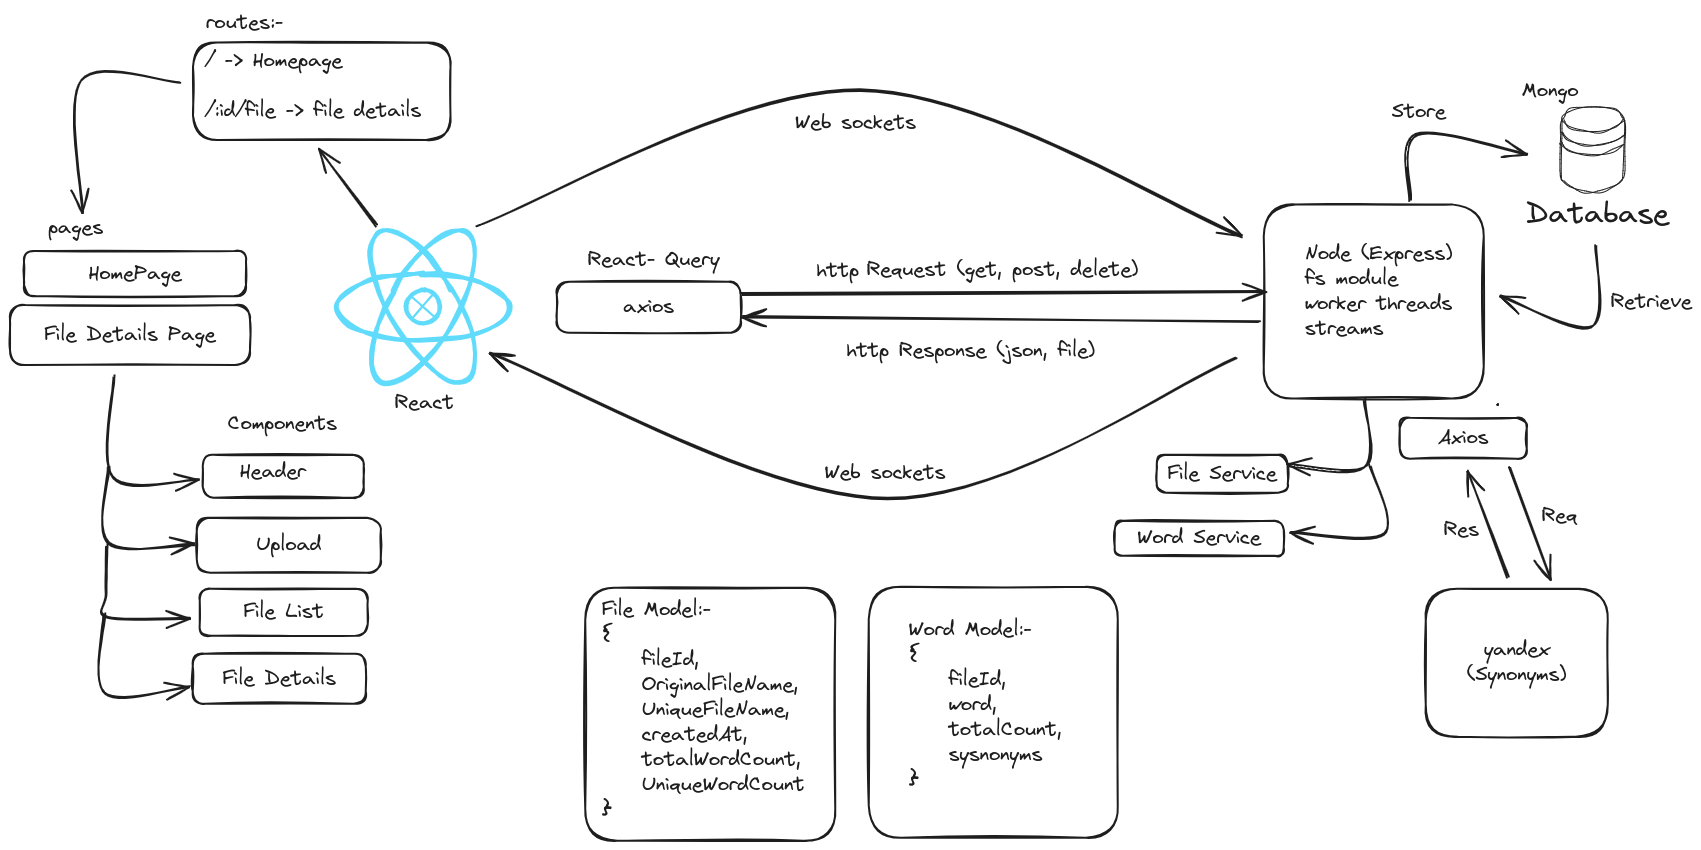 routes:-
/ -> Homepage
/:id/file -> file details
pages
HomePage
File Details Page
Components
Header
Upload
File List
File Details
React
Web sockets
React- Query
axios
http Request (get, post, delete)
http Response (json, file)
Web sockets
Store
Mongo
Database
Retrieve
Node (Express)
fs module
worker threads
streams
File Service
Word Service
Axios
Res
Req
yandex
(Synonyms)
File Model:-
{
fileId,
OriginalFileName,
UniqueFileName,
createdAt,
totalWordCount,
UniqueWordCount
}
Word Model:-
{
fileId,
word,
totalCount,
sysnonyms
}